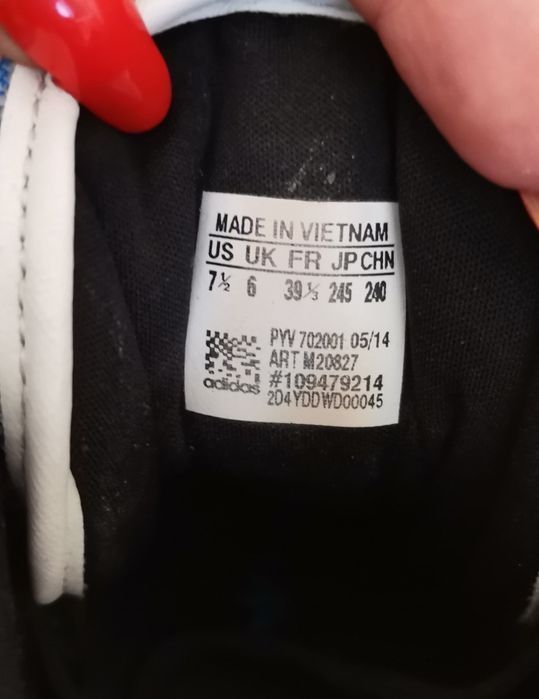 MADE IN VIETNAM
US UK FR JP CHN
7½ 6 39⅓ 245 240
PYV 702001 05/14
ART M20827
adidas #109479214
2D4YDDWD00045